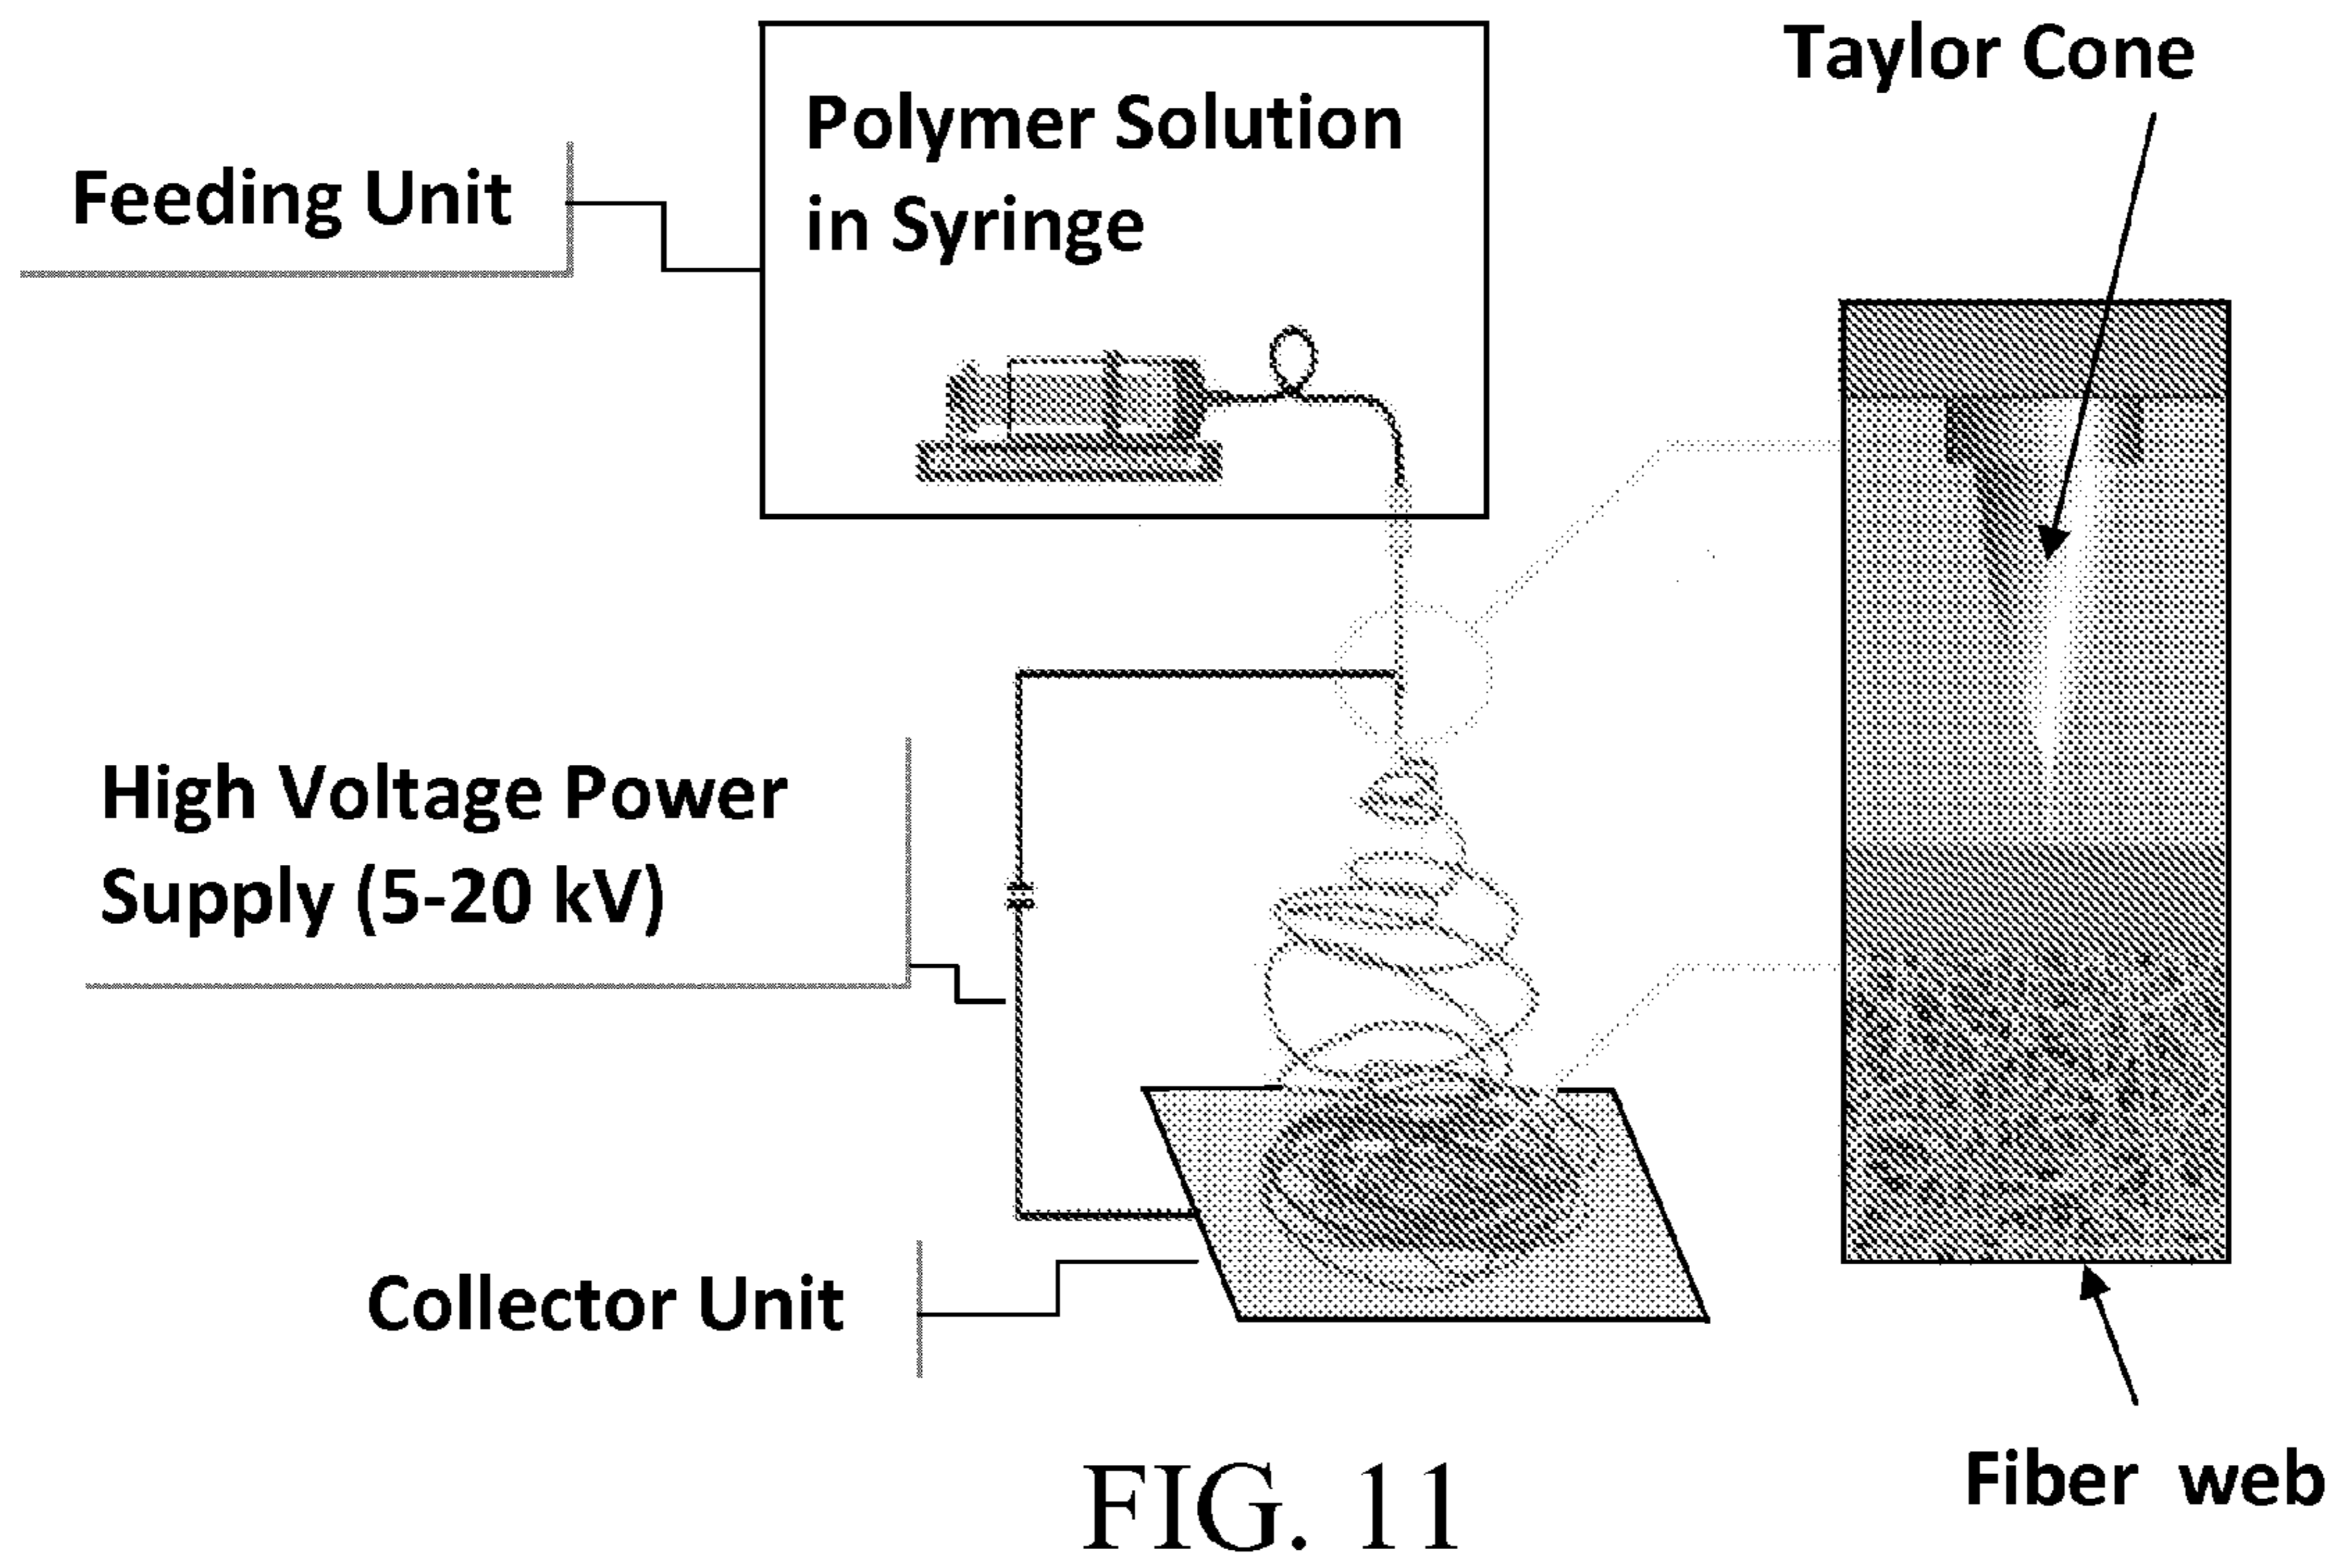 Taylor Cone
Polymer Solution
in Syringe
Feeding Unit
High Voltage Power
Supply (5-20 kV)
Collector Unit
Fiber web
FIG. 11